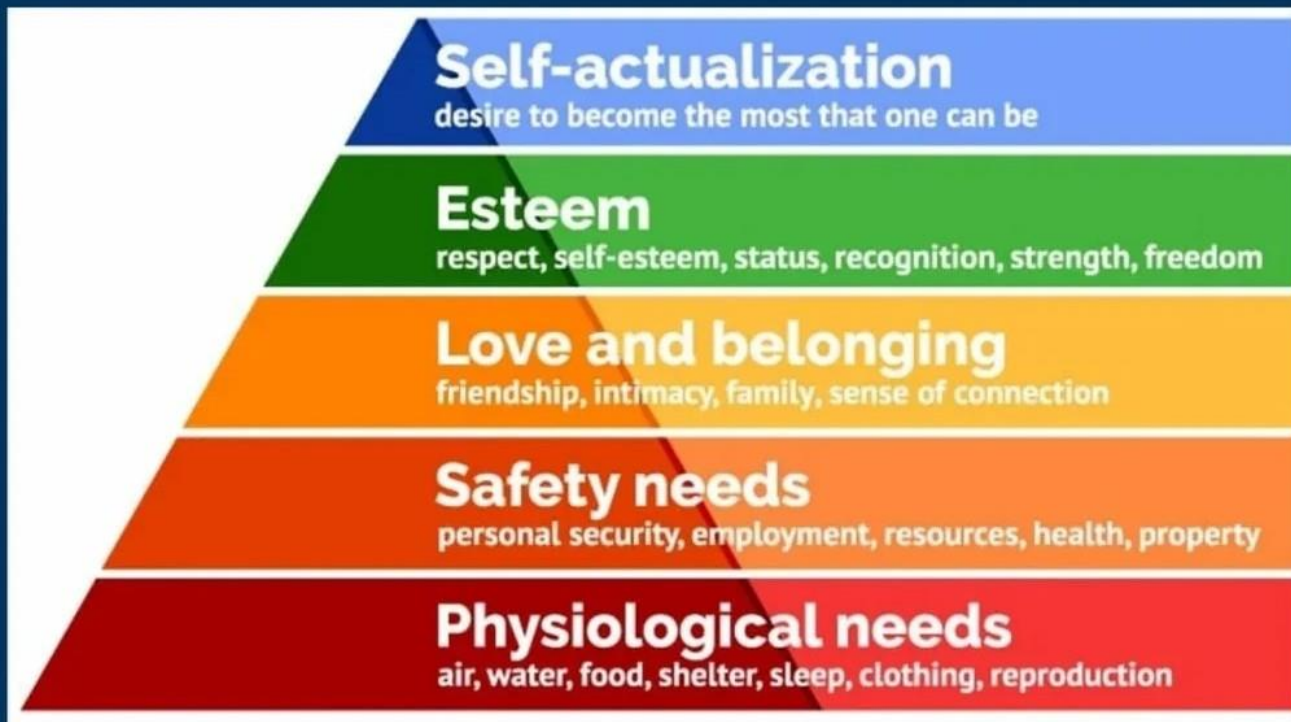 Self-actualization
desire to become the most that one can be
Esteem
respect, self-esteem, status, recognition, strength, freedom
Love and belonging
friendship, intimacy, family, sense of connection
Safety needs
personal security, employment, resources, health, property
Physiological needs
air, water, food, shelter, sleep, clothing, reproduction